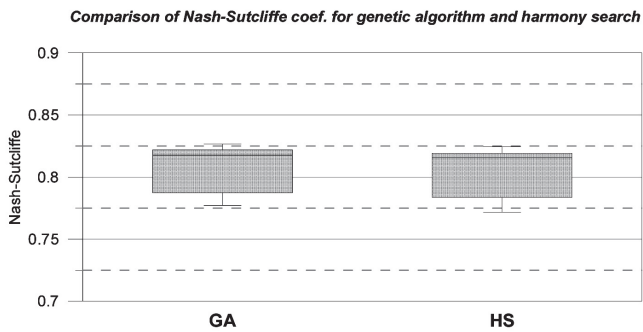 Comparison of Nash-Sutcliffe coef. for genetic algorithm and harmony search
0.9
0.85
0.8
0.75
0.7
Nash-Sutcliffe
GA HS